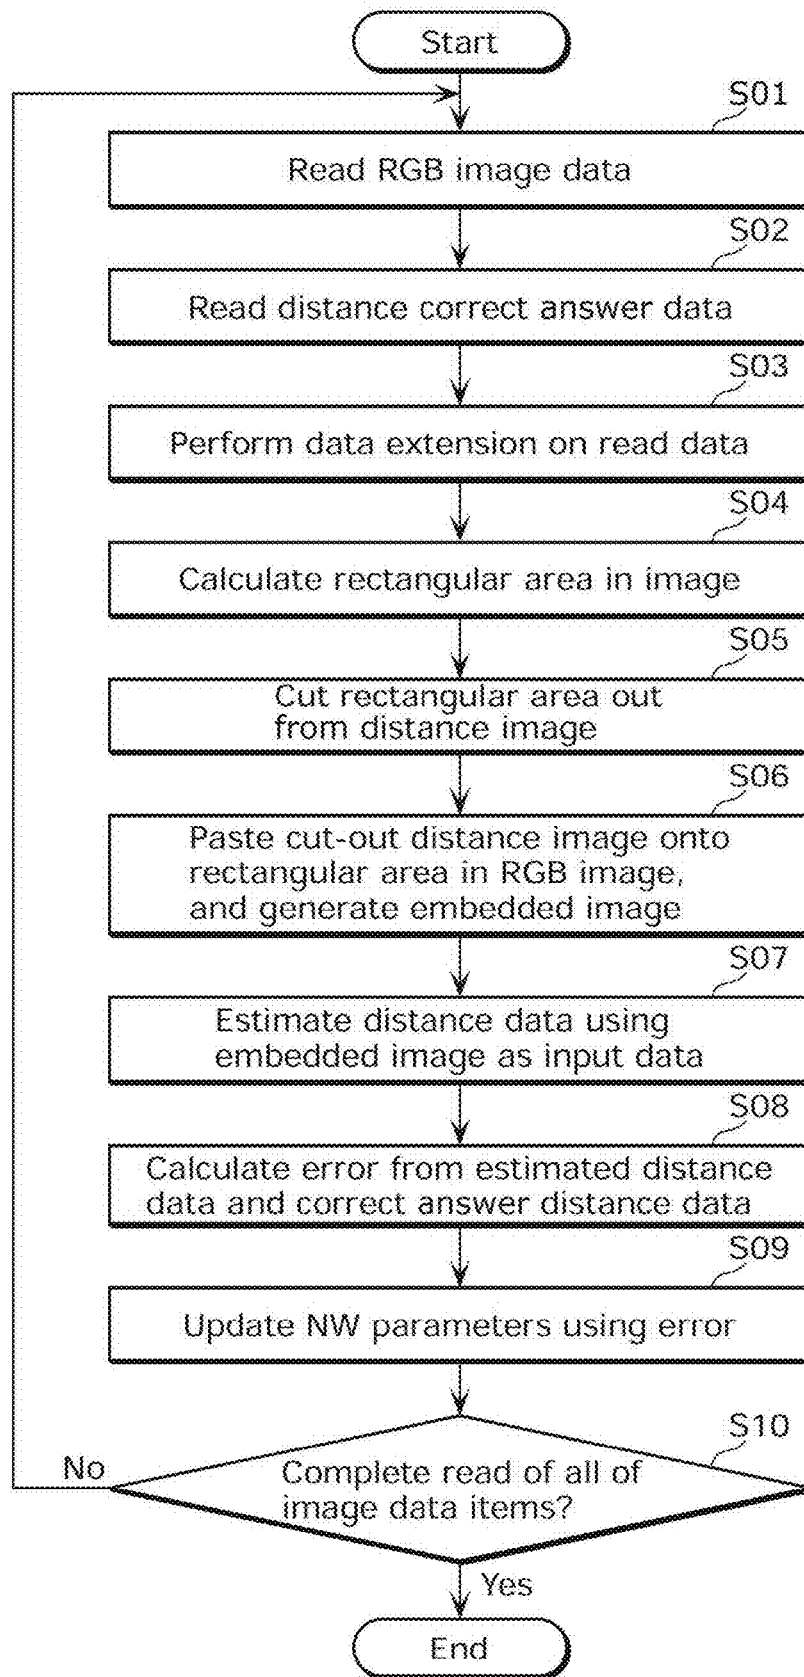 Start
S01
Read RGB image data
S02
Read distance correct answer data
S03
Perform data extension on read data
S04
Calculate rectangular area in image
S05
Cut rectangular area out
from distance image
S06
Paste cut-out distance image onto
rectangular area in RGB image,
and generate embedded image
S07
Estimate distance data using
embedded image as input data
S08
Calculate error from estimated distance
data and correct answer distance data
S09
Update NW parameters using error
S10
No
Complete read of all of
image data items?
Yes
End